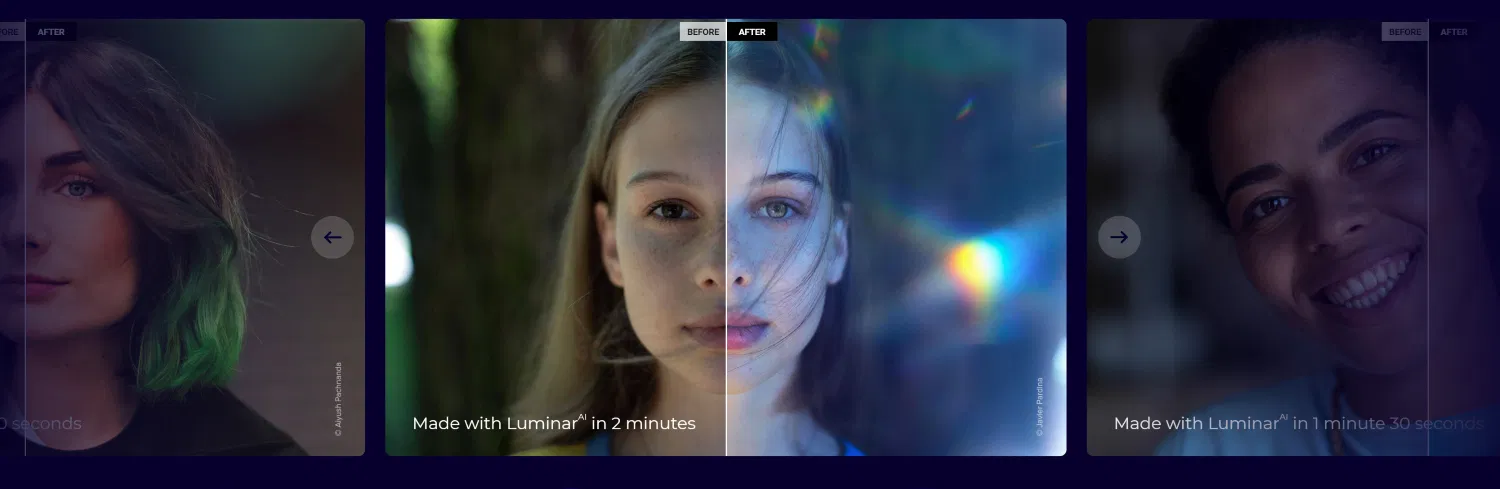 BEFORE
AFTER
0 seconds
© Aiyush Pachnanda
BEFORE
AFTER
Made with Luminar^AI in 2 minutes
© Javier Pardina
BEFORE
AFTER
Made with Luminar^AI in 1 minute 30 seconds